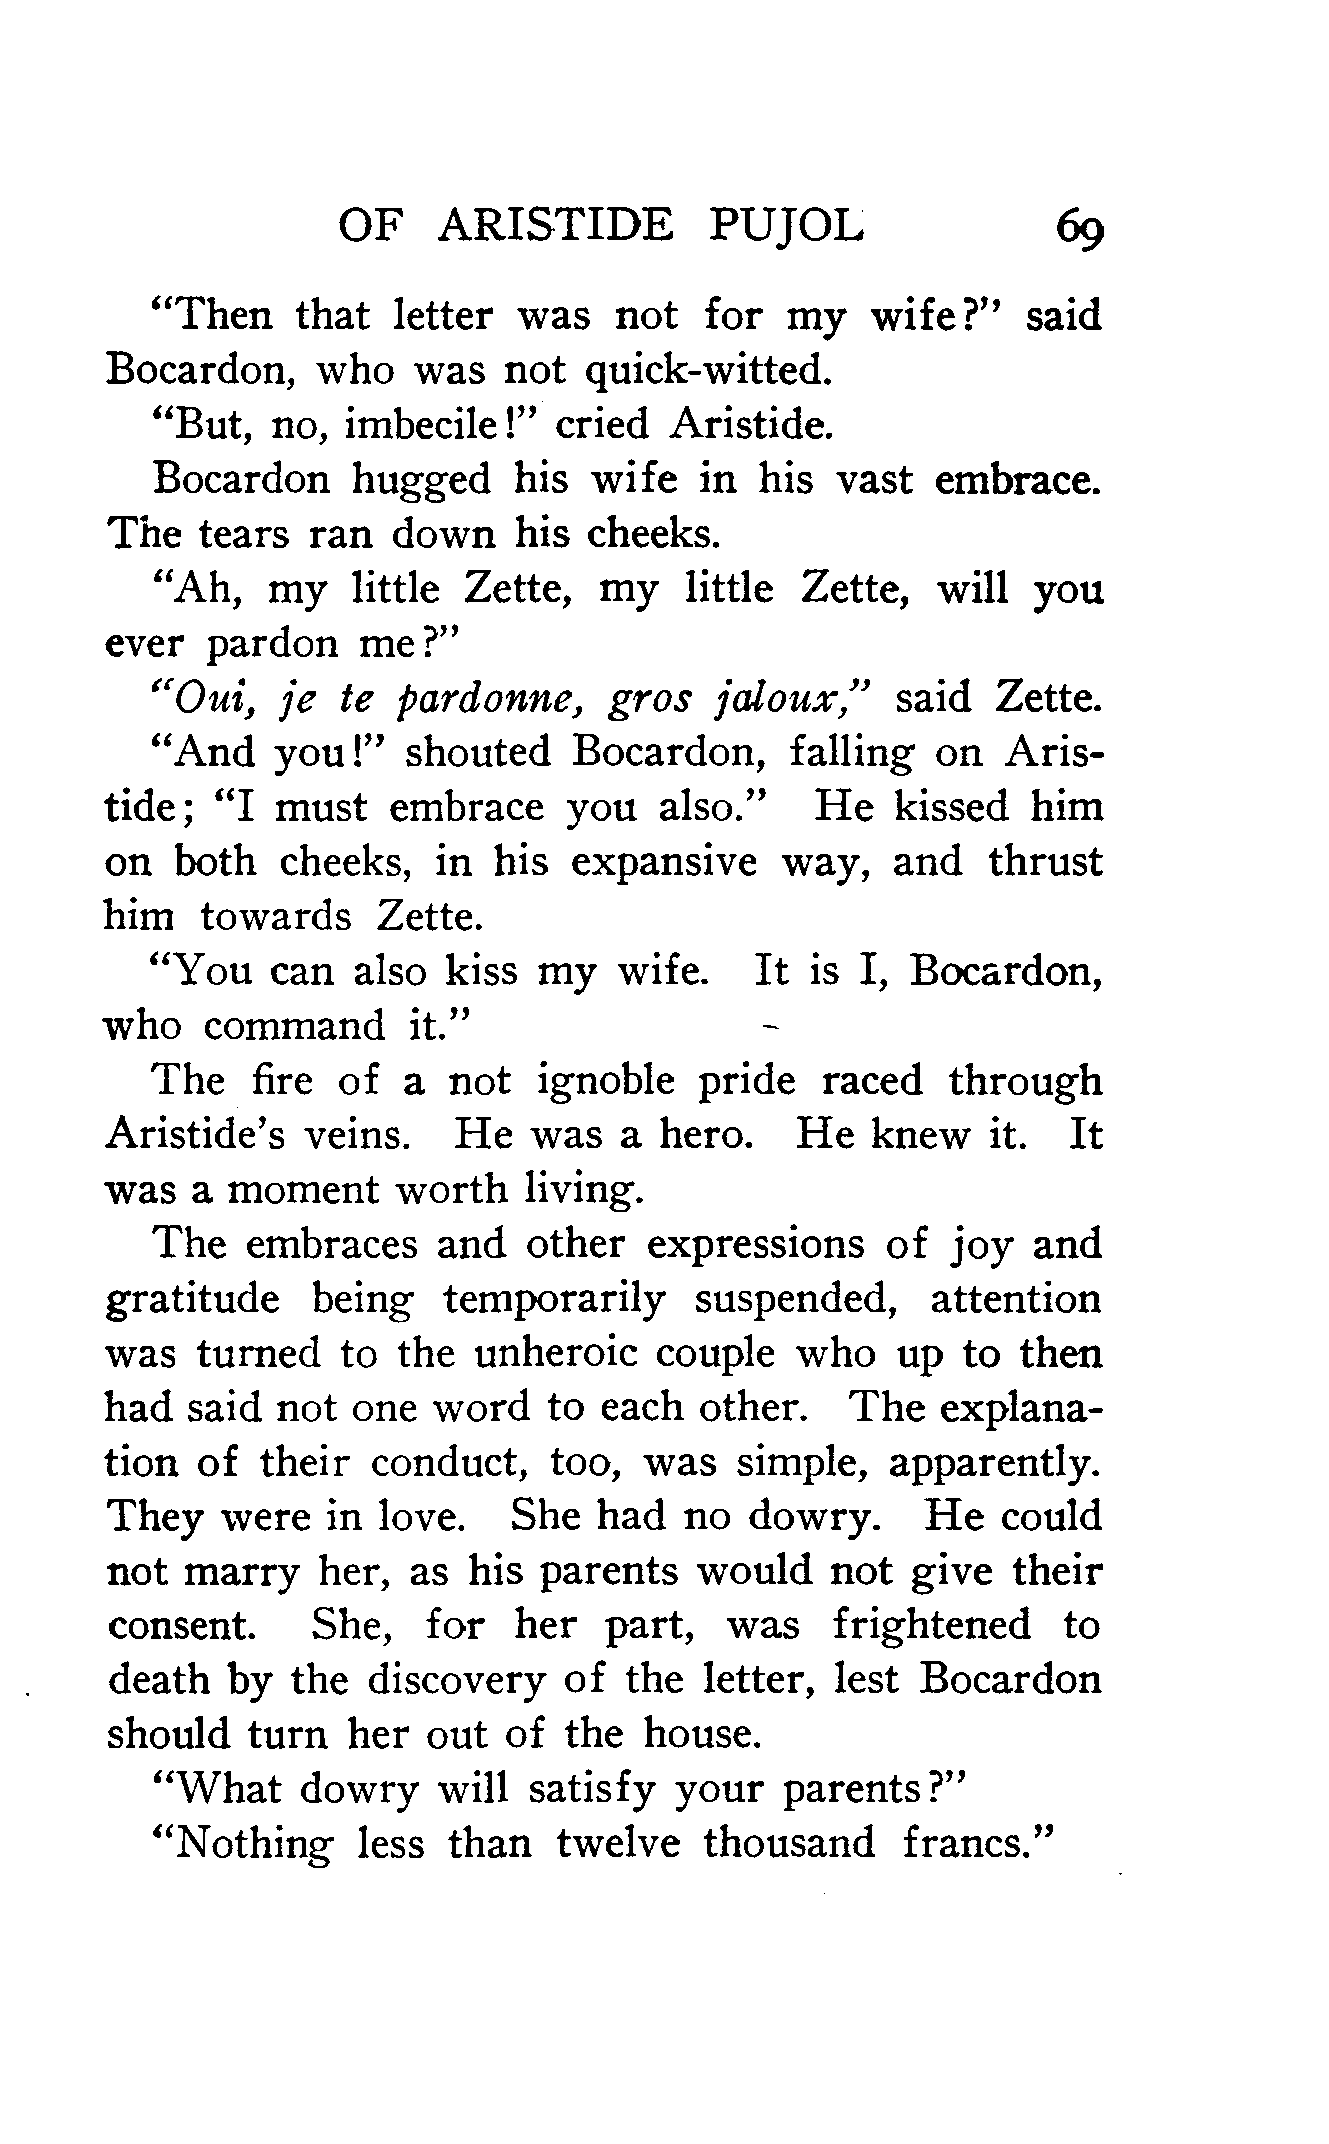 OF ARISTIDE PUJOL 69
"Then that letter was not for my wife?" said
Bocardon, who was not quick-witted.
"But, no, imbecile!" cried Aristide.
Bocardon hugged his wife in his vast embrace.
The tears ran down his cheeks.
"Ah, my little Zette, my little Zette, will you
ever pardon me?"
"Oui, je te pardonne, gros jaloux," said Zette.
"And you!" shouted Bocardon, falling on Aris-
tide; "I must embrace you also." He kissed him
on both cheeks, in his expansive way, and thrust
him towards Zette.
"You can also kiss my wife. It is I, Bocardon,
who command it."
The fire of a not ignoble pride raced through
Aristide's veins. He was a hero. He knew it. It
was a moment worth living.
The embraces and other expressions of joy and
gratitude being temporarily suspended, attention
was turned to the unheroic couple who up to then
had said not one word to each other. The explana-
tion of their conduct, too, was simple, apparently.
They were in love. She had no dowry. He could
not marry her, as his parents would not give their
consent. She, for her part, was frightened to
death by the discovery of the letter, lest Bocardon
should turn her out of the house.
"What dowry will satisfy your parents?"
"Nothing less than twelve thousand francs."